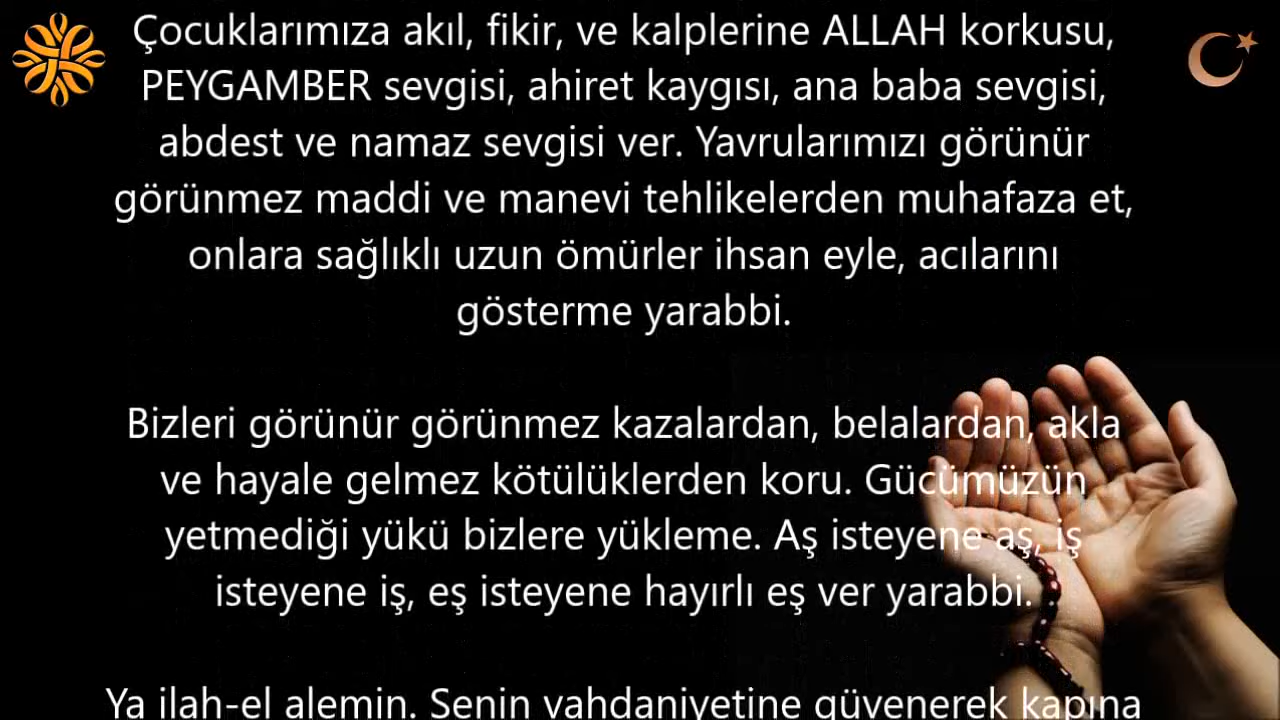 Çocuklarımıza akıl, fikir, ve kalplerine ALLAH korkusu,
PEYGAMBER sevgisi, ahiret kaygısı, ana baba sevgisi,
abdest ve namaz sevgisi ver. Yavrularımızı görünür
görünmez maddi ve manevi tehlikelerden muhafaza et,
onlara sağlıklı uzun ömürler ihsan eyle, acılarını
gösterme yarabbi.
Bizleri görünür görünmez kazalardan, belalardan, akla
ve hayale gelmez kötülüklerden koru. Gücümüzün
yetmediği yükü bizlere yükleme. Aş isteyene aş, iş
isteyene iş, eş isteyene hayırlı eş ver yarabbi.
Ya ilah-el alemin. Senin vahdaniyetine güvenerek kapına